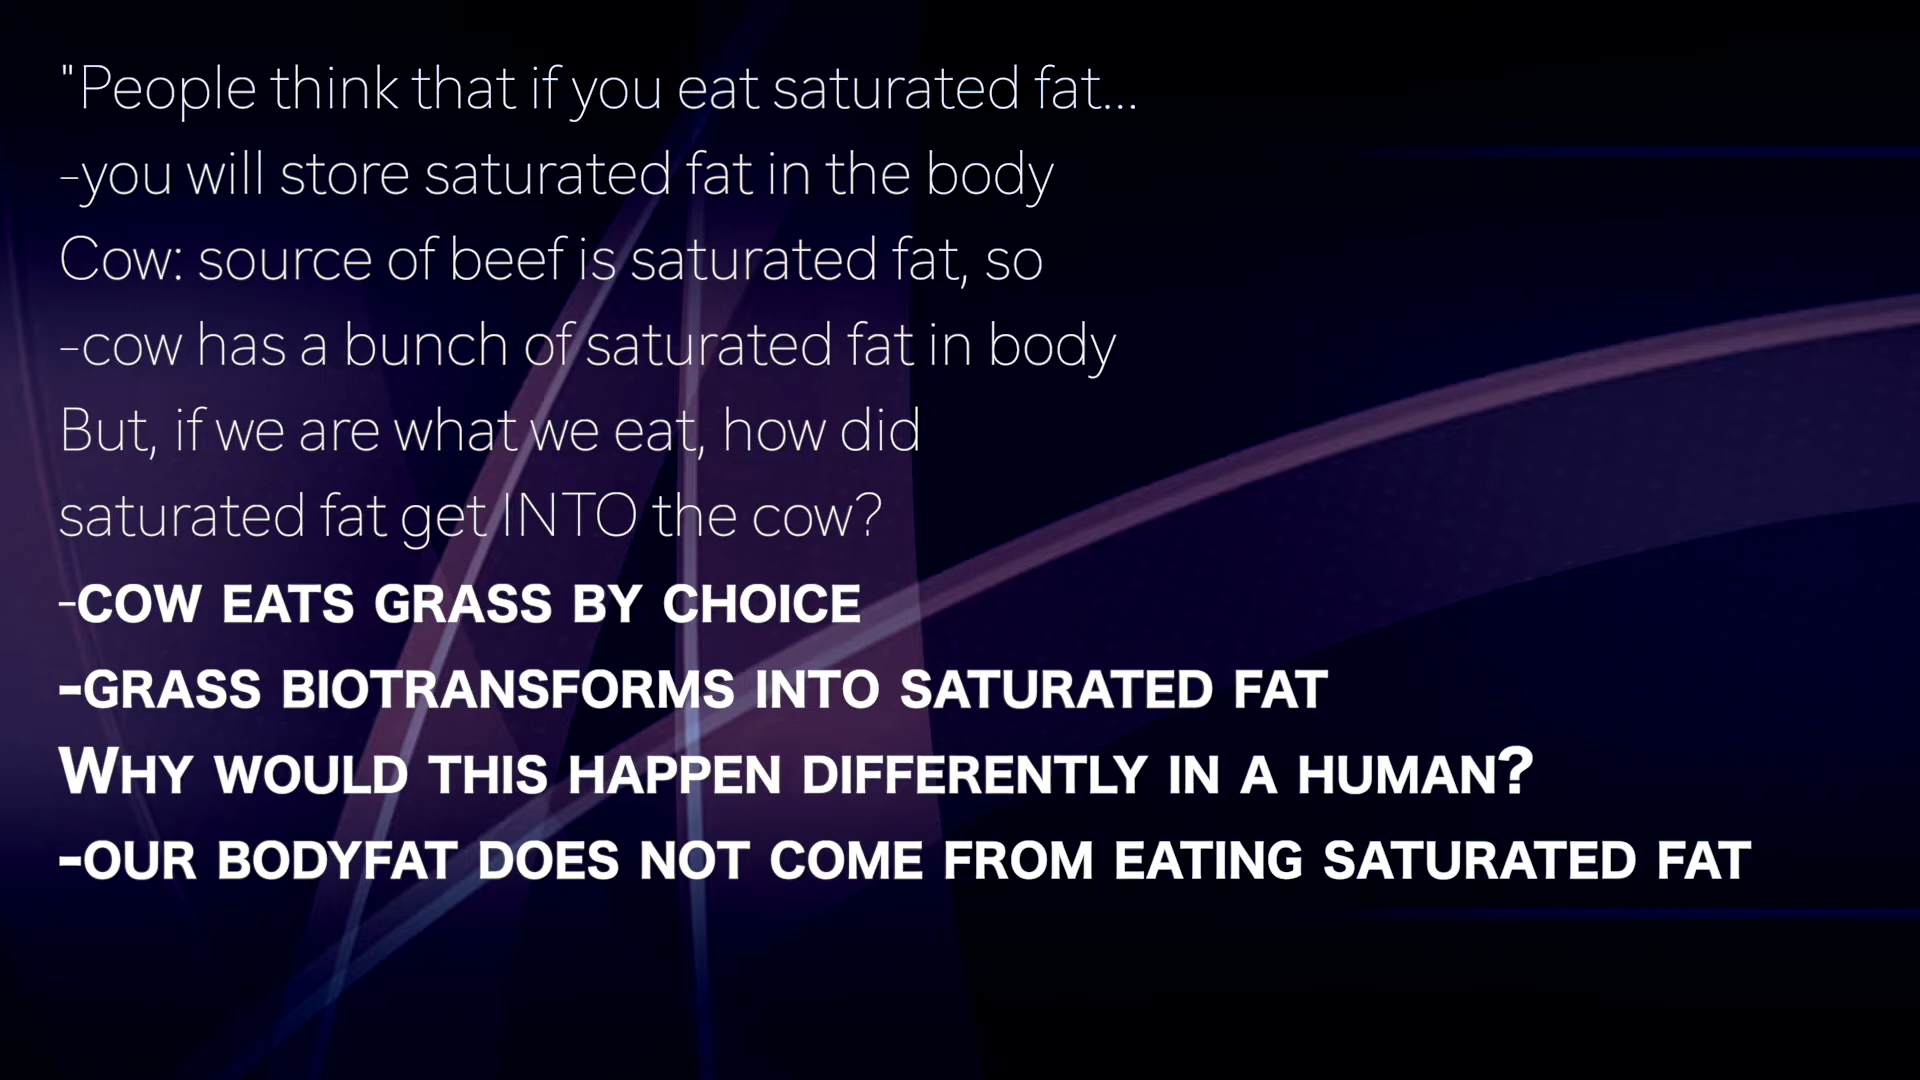 "People think that if you eat saturated fat...
-you will store saturated fat in the body
Cow: source of beef is saturated fat, so
-cow has a bunch of saturated fat in body
But, if we are what we eat, how did
saturated fat get INTO the cow?
-COW EATS GRASS BY CHOICE
-GRASS BIOTRANSFORMS INTO SATURATED FAT
WHY WOULD THIS HAPPEN DIFFERENTLY IN A HUMAN?
-OUR BODYFAT DOES NOT COME FROM EATING SATURATED FAT